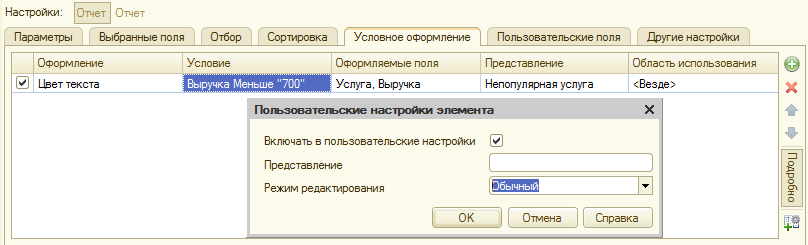 Настройки: Отчет Отчет
Параметры Выбранные поля Отбор Сортировка Условное оформление Пользовательские поля Другие настройки
Оформление Условие Оформляемые поля Представление Область использования
Цвет текста Выручка Меньше "700" Услуга, Выручка Непопулярная услуга <Везде>
Пользовательские настройки элемента
Включать в пользовательские настройки
Представление
Режим редактирования Обычный
OK Отмена Справка
Подробно